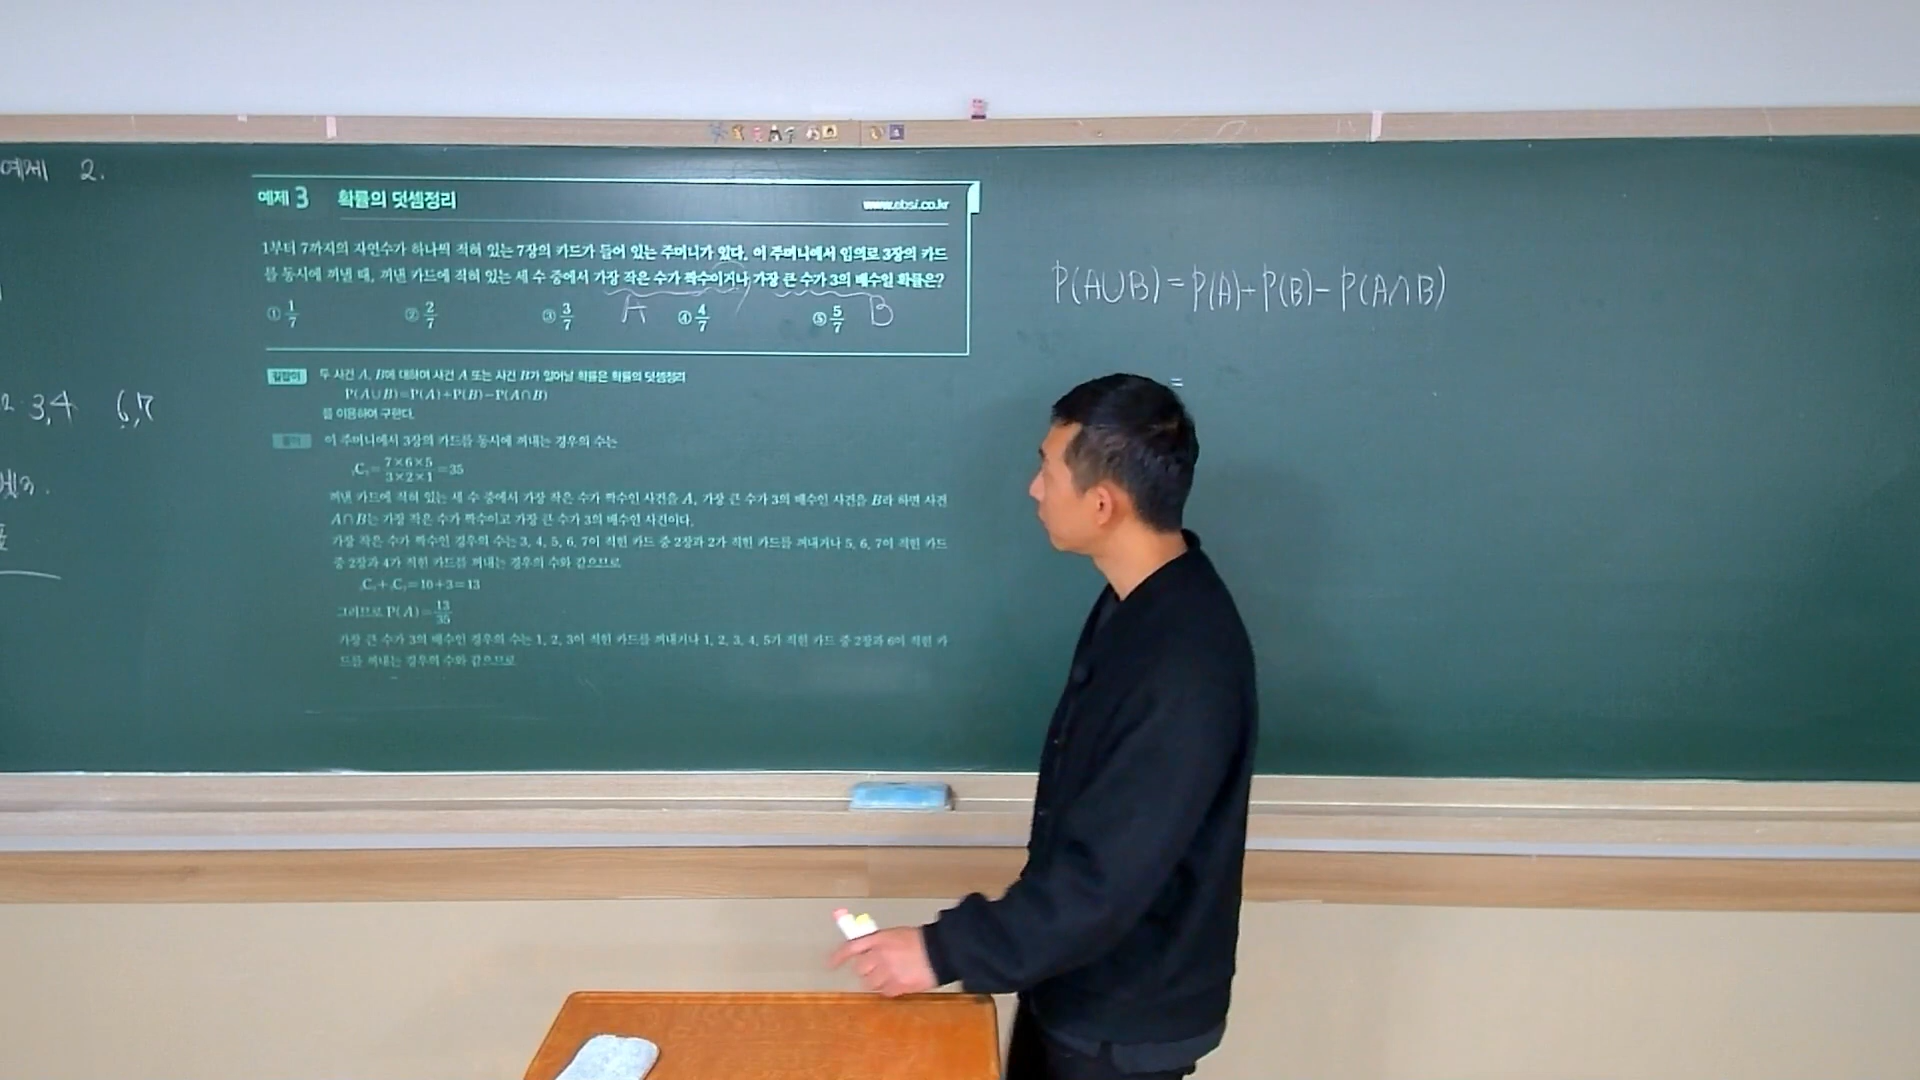 예제 2.
3,4 6,7
예제 3 확률의 덧셈정리
www.ebsi.co.kr
1부터 7까지의 자연수가 하나씩 적혀 있는 7장의 카드가 들어 있는 주머니가 있다. 이 주머니에서 임의로 3장의 카드
를 동시에 꺼낼 때, 꺼낸 카드에 적혀 있는 세 수 중에서 가장 작은 수가 짝수이거나 가장 큰 수가 3의 배수일 확률은?
① 1/7 ② 2/7 ③ 3/7 ④ 4/7 ⑤ 5/7
A B
길잡이 두 사건 A, B에 대하여 사건 A 또는 사건 B가 일어날 확률은 확률의 덧셈정리
P(A∪B)=P(A)+P(B)−P(A∩B)
를 이용하여 구한다.
풀이 이 주머니에서 3장의 카드를 동시에 꺼내는 경우의 수는
₇C₃=7×6×5/3×2×1=35
꺼낸 카드에 적혀 있는 세 수 중에서 가장 작은 수가 짝수인 사건을 A, 가장 큰 수가 3의 배수인 사건을 B라 하면 사건
A∩B는 가장 작은 수가 짝수이고 가장 큰 수가 3의 배수인 사건이다.
가장 작은 수가 짝수인 경우의 수는 3, 4, 5, 6, 7이 적힌 카드 중 2장과 2가 적힌 카드를 꺼내거나 5, 6, 7이 적힌 카드
중 2장과 4가 적힌 카드를 꺼내는 경우의 수와 같으므로
₅C₂+₃C₂=10+3=13
그러므로 P(A)=13/35
가장 큰 수가 3의 배수인 경우의 수는 1, 2, 3이 적힌 카드를 꺼내거나 1, 2, 3, 4, 5가 적힌 카드 중 2장과 6이 적힌 카
드를 꺼내는 경우의 수와 같으므로
P(A∪B)=P(A)+P(B)−P(A∩B)
=